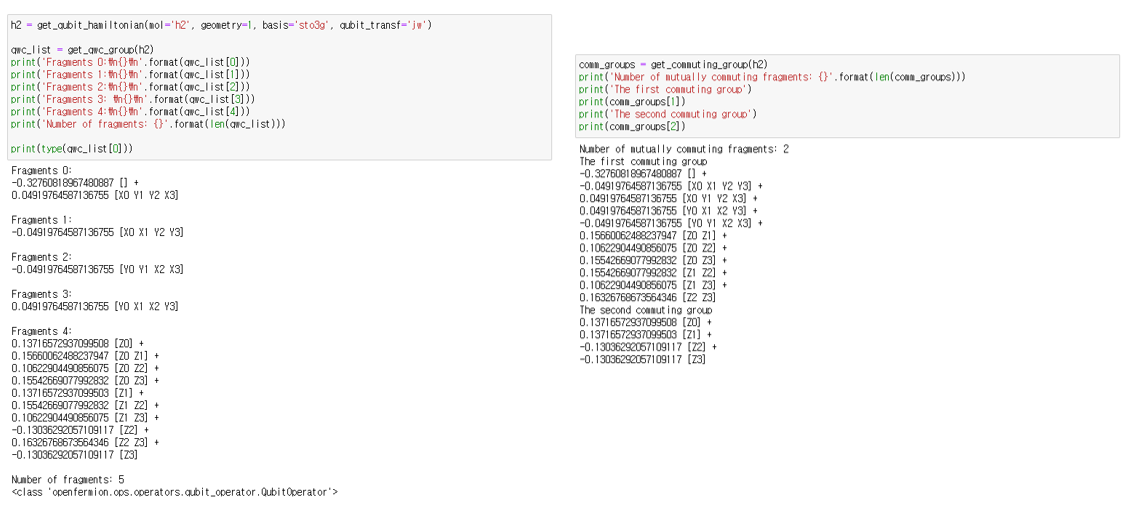 h2 = get_qubit_hamiltonian(mol='h2', geometry=1, basis='sto3g', qubit_transf='jw')
qwc_list = get_qwc_group(h2)
print('Fragments 0:₩n{}₩n'.format(qwc_list[0]))
print('Fragments 1:₩n{}₩n'.format(qwc_list[1]))
print('Fragments 2:₩n{}₩n'.format(qwc_list[2]))
print('Fragments 3: ₩n{}₩n'.format(qwc_list[3]))
print('Fragments 4:₩n{}₩n'.format(qwc_list[4]))
print('Number of fragments: {}'.format(len(qwc_list)))
print(type(qwc_list[0]))
Fragments 0:
-0.32760818967480887 [] +
0.04919764587136755 [X0 Y1 Y2 X3]
Fragments 1:
-0.04919764587136755 [X0 X1 Y2 Y3]
Fragments 2:
-0.04919764587136755 [Y0 Y1 X2 X3]
Fragments 3:
0.04919764587136755 [Y0 X1 X2 Y3]
Fragments 4:
0.13716572937099508 [Z0] +
0.15660062488237947 [Z0 Z1] +
0.10622904490856075 [Z0 Z2] +
0.15542669077992832 [Z0 Z3] +
0.13716572937099503 [Z1] +
0.15542669077992832 [Z1 Z2] +
0.10622904490856075 [Z1 Z3] +
-0.13036292057109117 [Z2] +
0.16326768673564346 [Z2 Z3] +
-0.13036292057109117 [Z3]
Number of fragments: 5
<class 'openfermion.ops.operators.qubit_operator.QubitOperator'>
comm_groups = get_commuting_group(h2)
print('Number of mutually commuting fragments: {}'.format(len(comm_groups)))
print('The first commuting group')
print(comm_groups[1])
print('The second commuting group')
print(comm_groups[2])
Number of mutually commuting fragments: 2
The first commuting group
-0.32760818967480887 [] +
-0.04919764587136755 [X0 X1 Y2 Y3] +
0.04919764587136755 [X0 Y1 Y2 X3] +
0.04919764587136755 [Y0 X1 X2 Y3] +
-0.04919764587136755 [Y0 Y1 X2 X3] +
0.15660062488237947 [Z0 Z1] +
0.10622904490856075 [Z0 Z2] +
0.15542669077992832 [Z0 Z3] +
0.15542669077992832 [Z1 Z2] +
0.10622904490856075 [Z1 Z3] +
0.16326768673564346 [Z2 Z3]
The second commuting group
0.13716572937099508 [Z0] +
0.13716572937099503 [Z1] +
-0.13036292057109117 [Z2] +
-0.13036292057109117 [Z3]